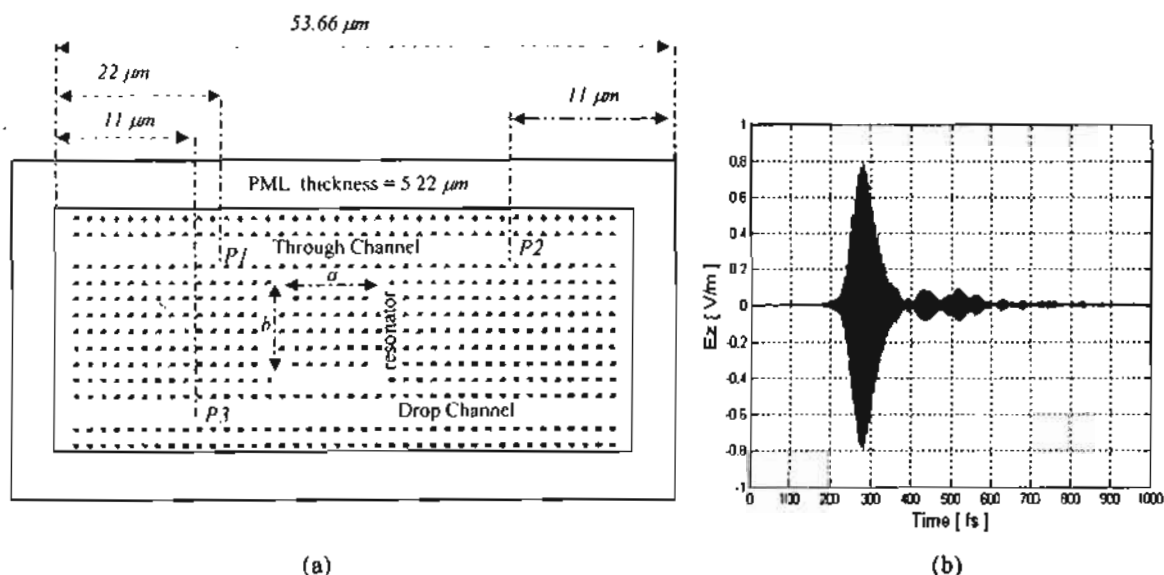 53.66 μm
22 μm
11 μm
11 μm
PML thickness = 5.22 μm
Through Channel
P1
P2
a
b
resonator
P3
Drop Channel
(a)
1
0.8
0.6
0.4
0.2
0
-0.2
-0.4
-0.6
-0.8
-1
Ez [ V/m ]
0 100 200 300 400 500 600 700 800 900 1000
Time [ fs ]
(b)